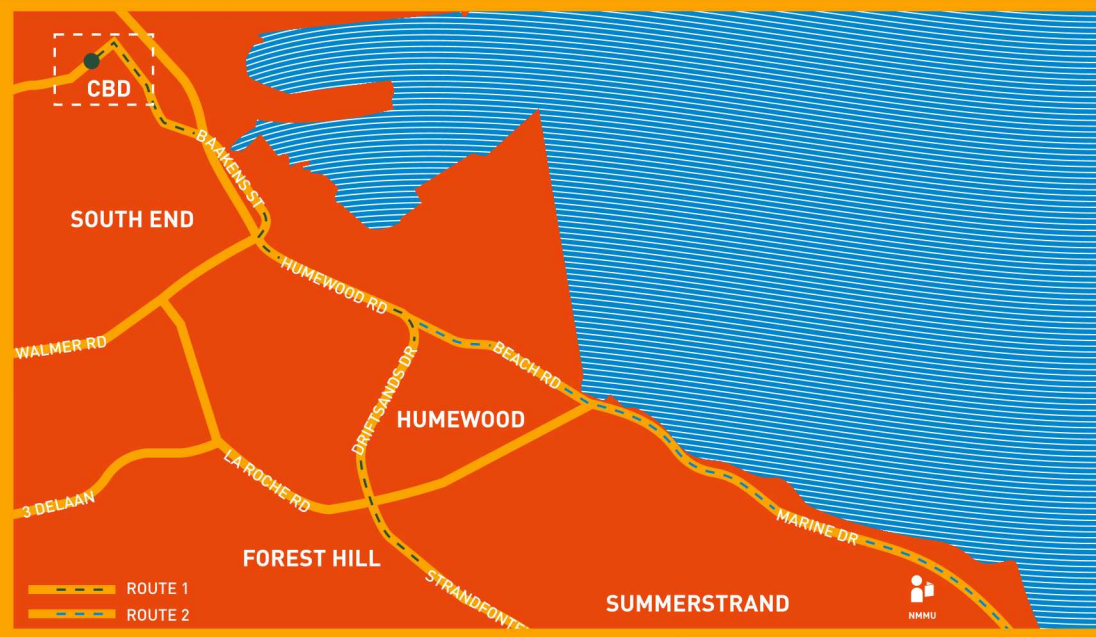 CBD
BAAKENS ST
SOUTH END
HUMEWOOD RD
WALMER RD
BEACH RD
DRIFTSANDS DR
HUMEWOOD
LA ROCHE RD
3 DELAAN
MARINE DR
FOREST HILL
STRANDFONTE
ROUTE 1
ROUTE 2
SUMMERSTRAND
NMMU